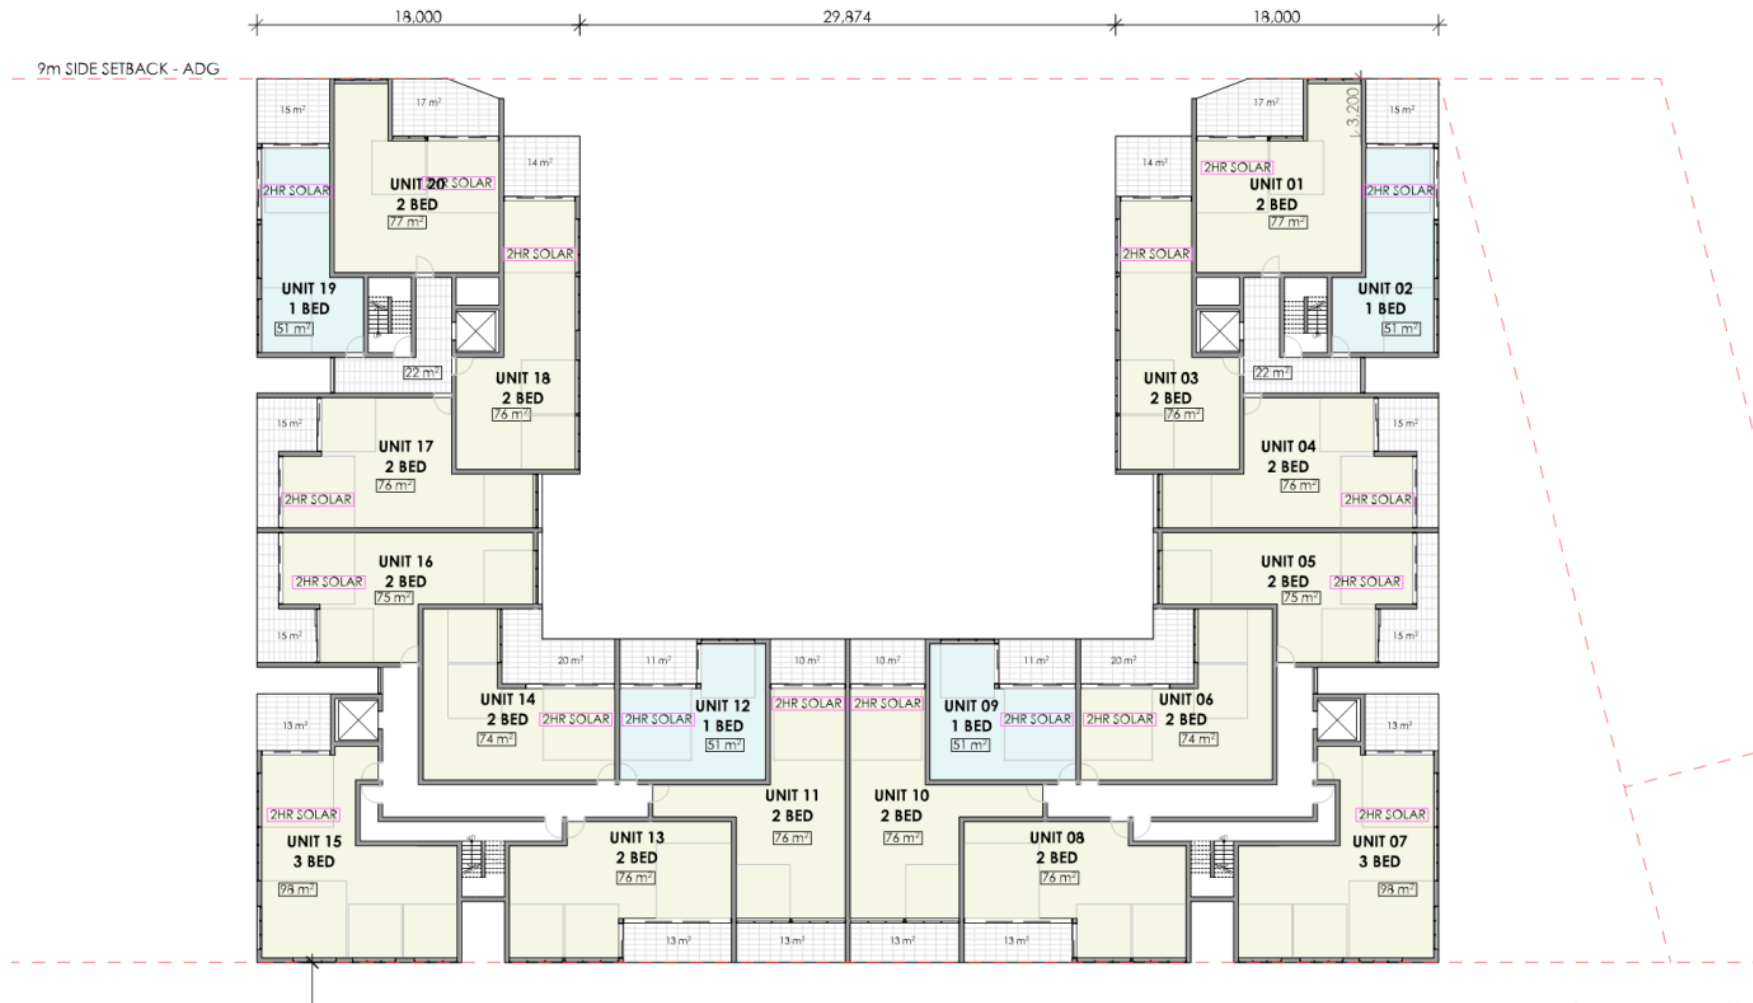 18,000
29,874
18,000
9m SIDE SETBACK - ADG
15 m²
17 m²
17 m²
3,200
15 m²
14 m²
14 m²
2HR SOLAR
UNIT 20
2HR SOLAR
2 BED
77 m²
2HR SOLAR
UNIT 01
2 BED
77 m²
2HR SOLAR
2HR SOLAR
2HR SOLAR
UNIT 19
1 BED
51 m²
UNIT 02
1 BED
51 m²
22 m²
UNIT 18
2 BED
76 m²
UNIT 03
2 BED
76 m²
22 m²
15 m²
UNIT 17
2 BED
76 m²
2HR SOLAR
UNIT 04
2 BED
76 m²
15 m²
2HR SOLAR
UNIT 16
2 BED
75 m²
2HR SOLAR
15 m²
UNIT 05
2 BED
75 m²
2HR SOLAR
15 m²
20 m²
11 m²
10 m²
10 m²
11 m²
20 m²
UNIT 14
2 BED
74 m²
2HR SOLAR
2HR SOLAR
UNIT 12
1 BED
51 m²
2HR SOLAR
2HR SOLAR
UNIT 09
1 BED
51 m²
2HR SOLAR
2HR SOLAR
UNIT 06
2 BED
74 m²
13 m²
13 m²
2HR SOLAR
UNIT 15
3 BED
98 m²
UNIT 13
2 BED
76 m²
UNIT 11
2 BED
76 m²
UNIT 10
2 BED
76 m²
UNIT 08
2 BED
76 m²
2HR SOLAR
UNIT 07
3 BED
98 m²
13 m²
13 m²
13 m²
13 m²